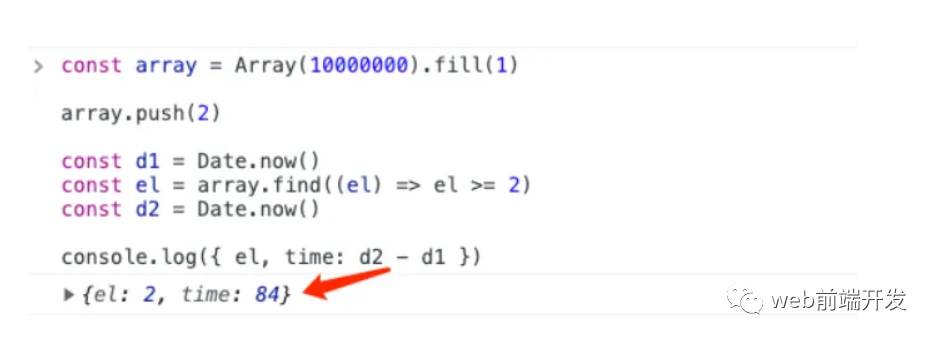 > const array = Array(10000000).fill(1)
array.push(2)
const d1 = Date.now()
const el = array.find((el) => el >= 2)
const d2 = Date.now()
console.log({ el, time: d2 - d1 })
▶{el: 2, time: 84}
web前端开发